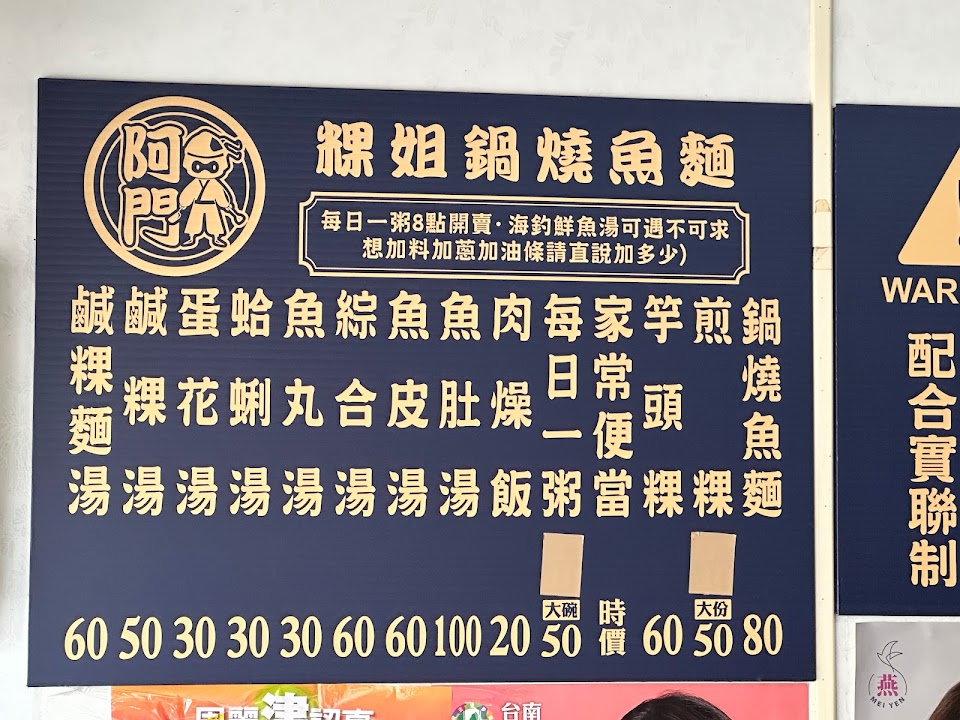 阿門
粿姐鍋燒魚麵
每日一粥8點開賣·海釣鮮魚湯可遇不可求
想加料加蔥加油條請直說加多少)
鍋燒魚麵 80
煎粿 大份 50
芋頭粿 60
家常便當 時價
每日一粥 大碗 50
肉燥飯 20
魚肚湯 100
魚皮湯 60
綜合湯 60
魚丸湯 30
蛤蜊湯 30
蛋花湯 30
鹹粿湯 50
鹹粿麵湯 60
WAR
配合實聯制
燕
MEI YEN
台南